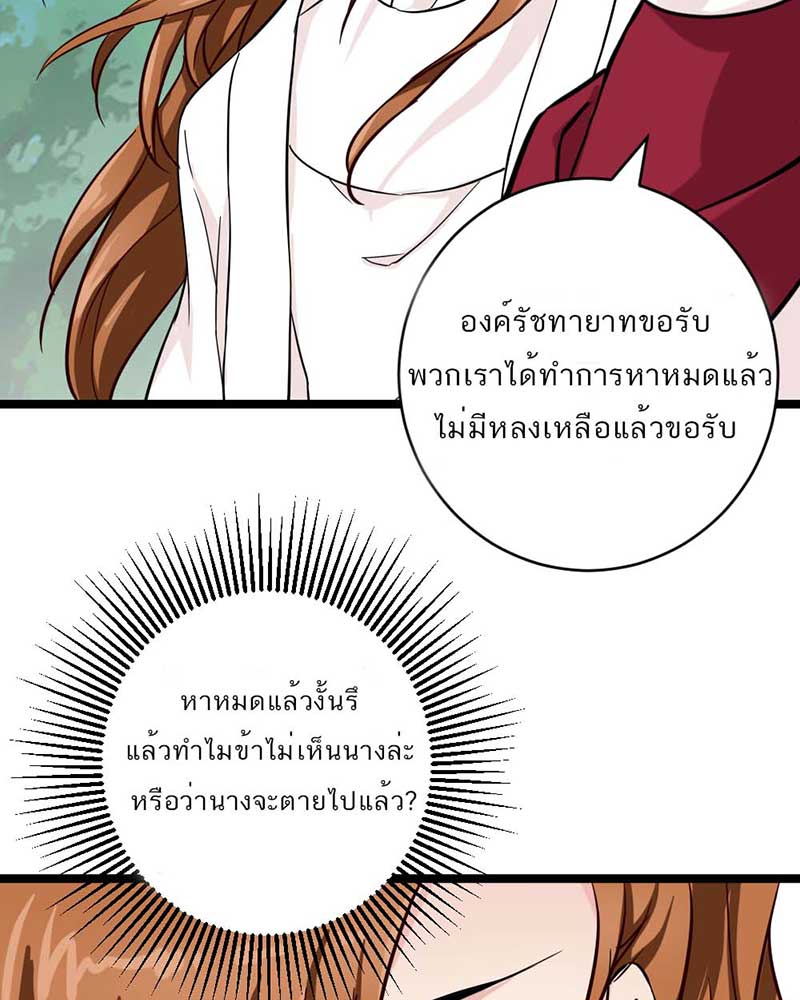 องค์รัชทายาทขอรับ
พวกเราได้ทำการหาหมดแล้ว
ไม่มีหลงเหลือแล้วขอรับ
หาหมดแล้วงั้นรึ
แล้วทำไมข้าไม่เห็นนางล่ะ
หรือว่านางจะตายไปแล้ว?